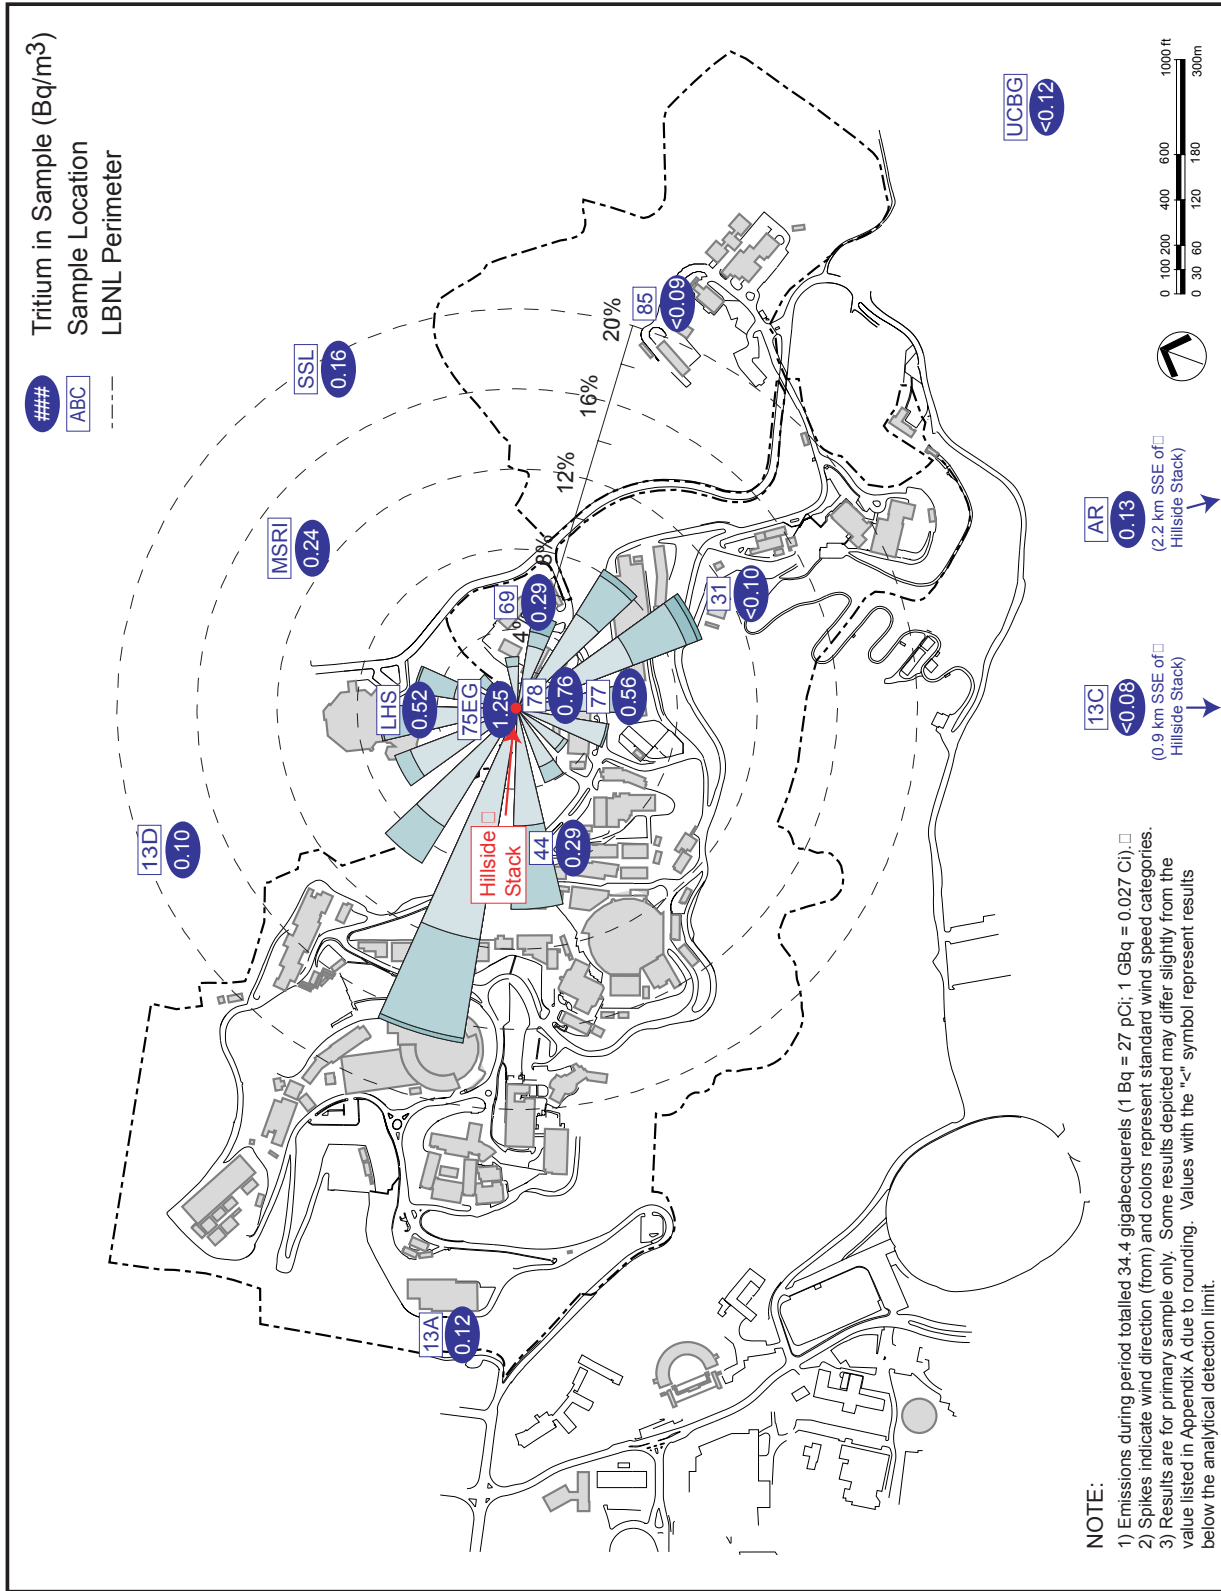 ### Tritium in Sample (Bq/m³)
ABC Sample Location
LBNL Perimeter
13D
0.10
MSRI
0.24
SSL
0.16
LHS
0.52
75EG
1.25
69
0.29
78
0.76
77
0.56
44
0.29
Hillside
Stack
4%
8%
12%
16%
20%
85
<0.09
31
<0.10
13A
0.12
UCBG
<0.12
13C
<0.08
(0.9 km SSE of
Hillside Stack)
AR
0.13
(2.2 km SSE of
Hillside Stack)
0 100 200 400 600 1000 ft
0 30 60 120 180 300m
NOTE:
1) Emissions during period totalled 34.4 gigabecquerels (1 Bq = 27 pCi; 1 GBq = 0.027 Ci).
2) Spikes indicate wind direction (from) and colors represent standard wind speed categories.
3) Results are for primary sample only. Some results depicted may differ slightly from the
value listed in Appendix A due to rounding. Values with the "<" symbol represent results
below the analytical detection limit.